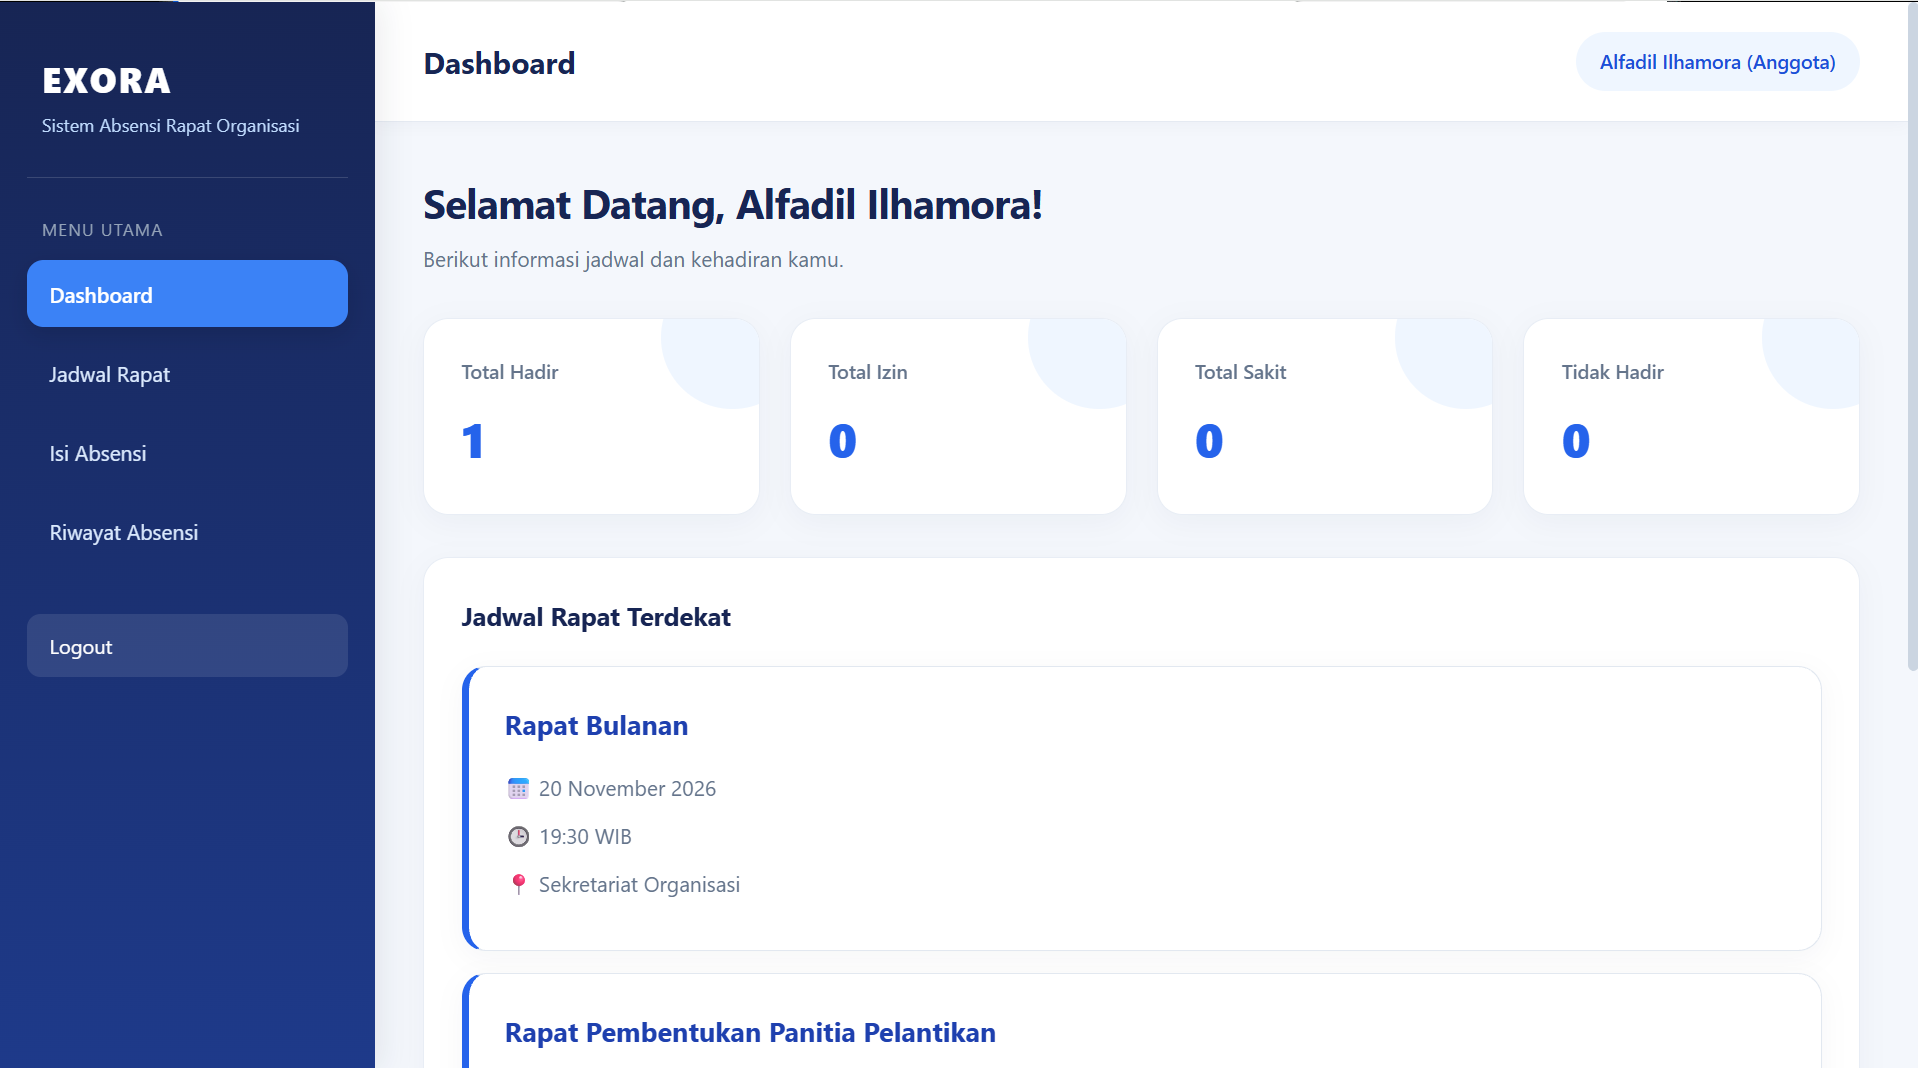 EXORA
Sistem Absensi Rapat Organisasi
MENU UTAMA
Dashboard
Jadwal Rapat
Isi Absensi
Riwayat Absensi
Logout
Dashboard
Alfadil Ilhamora (Anggota)
Selamat Datang, Alfadil Ilhamora!
Berikut informasi jadwal dan kehadiran kamu.
Total Hadir
1
Total Izin
0
Total Sakit
0
Tidak Hadir
0
Jadwal Rapat Terdekat
Rapat Bulanan
20 November 2026
19:30 WIB
Sekretariat Organisasi
Rapat Pembentukan Panitia Pelantikan